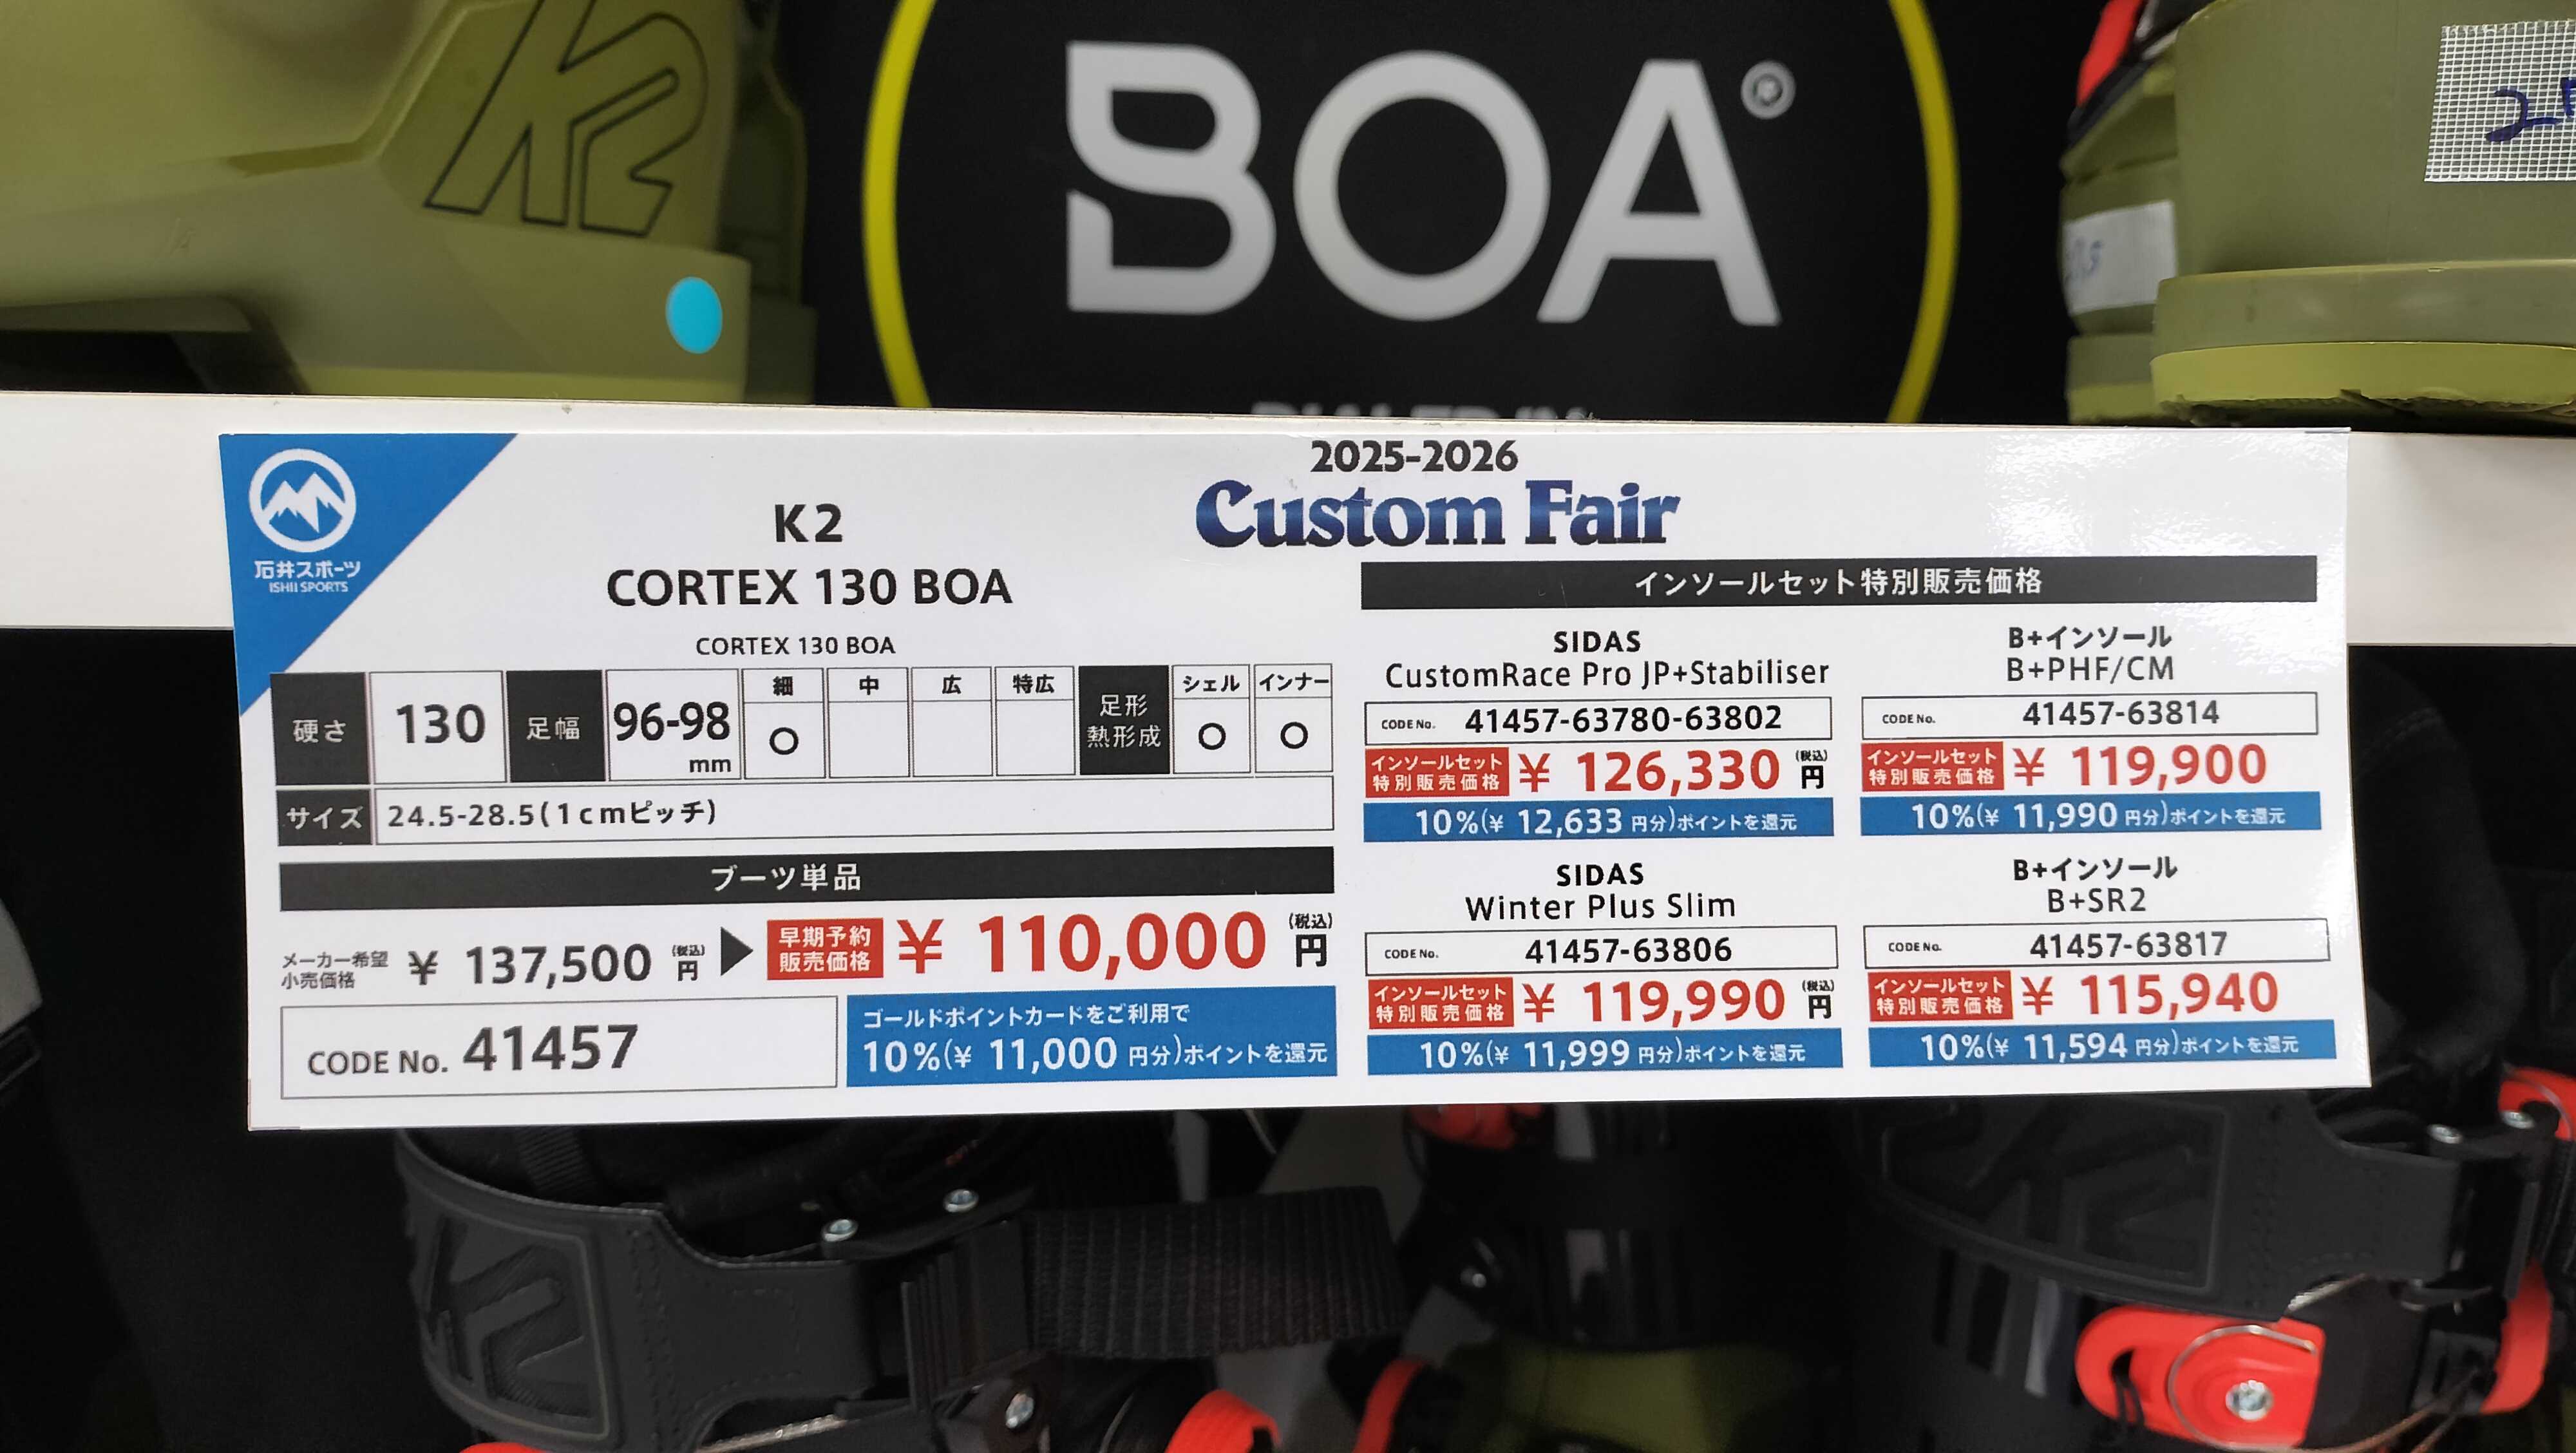 K2
BOA®
石井スポーツ
ISHII SPORTS
K2
CORTEX 130 BOA
CORTEX 130 BOA
硬さ 130 足幅 96-98 mm 細 中 広 特広 足形熱形成 シェル インナー
○ ○ ○
サイズ 24.5-28.5(1cmピッチ)
ブーツ単品
メーカー希望小売価格 ¥ 137,500 円(税込) ▶ 早期予約販売価格 ¥ 110,000 円(税込)
CODE No. 41457
ゴールドポイントカードをご利用で
10%(¥ 11,000 円分)ポイントを還元
2025-2026
Custom Fair
インソールセット特別販売価格
SIDAS
CustomRace Pro JP+Stabiliser
CODE No. 41457-63780-63802
インソールセット特別販売価格 ¥ 126,330 円(税込)
10%(¥ 12,633 円分)ポイントを還元
B+インソール
B+PHF/CM
CODE No. 41457-63814
インソールセット特別販売価格 ¥ 119,900
10%(¥ 11,990 円分)ポイントを還元
SIDAS
Winter Plus Slim
CODE No. 41457-63806
インソールセット特別販売価格 ¥ 119,990 円(税込)
10%(¥ 11,999 円分)ポイントを還元
B+インソール
B+SR2
CODE No. 41457-63817
インソールセット特別販売価格 ¥ 115,940
10%(¥ 11,594 円分)ポイントを還元
K2
K2